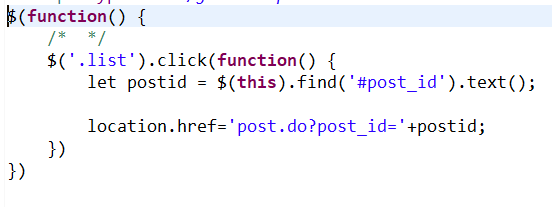 $(function() {
    /*  */
    $('.list').click(function() {
        let postid = $(this).find('#post_id').text();
        location.href='post.do?post_id='+postid;
    })
})